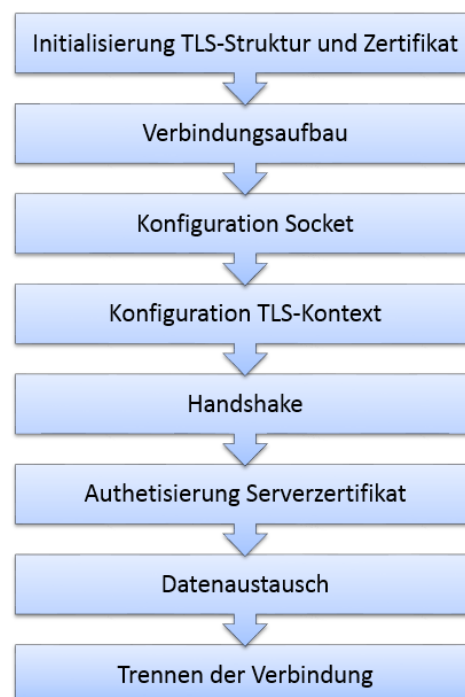 Initialisierung TLS-Struktur und Zertifikat
Verbindungsaufbau
Konfiguration Socket
Konfiguration TLS-Kontext
Handshake
Authetisierung Serverzertifikat
Datenaustausch
Trennen der Verbindung